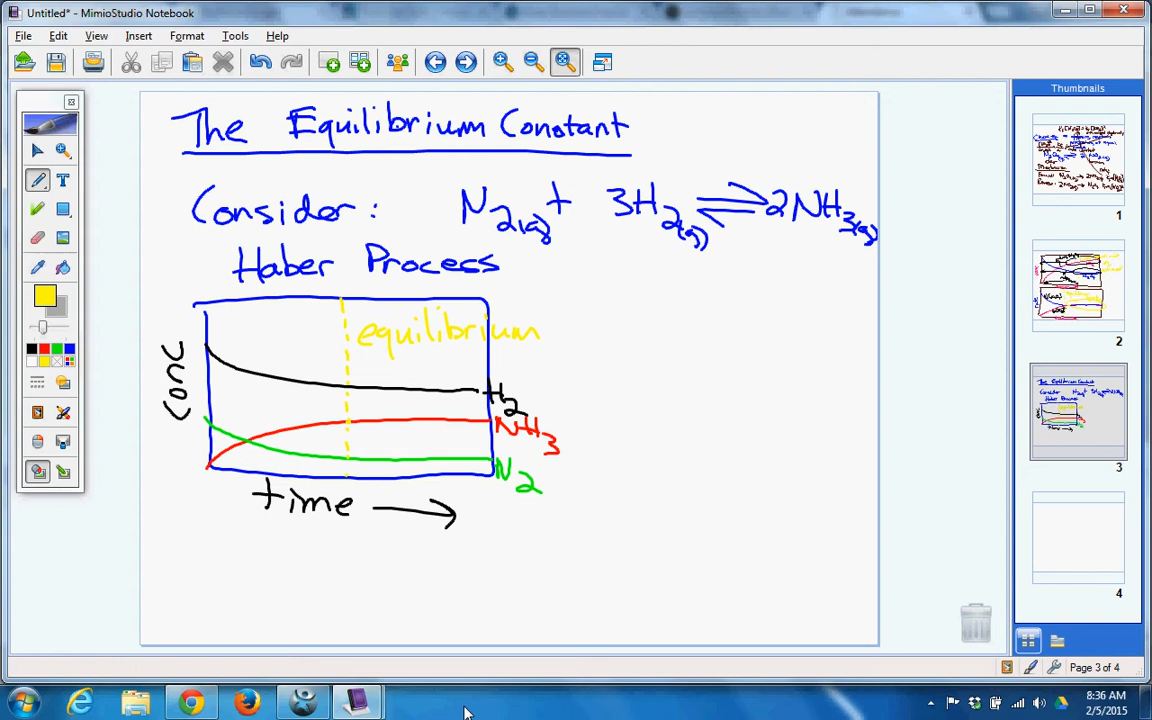 Untitled* - MimioStudio Notebook
File Edit View Insert Format Tools Help
Thumbnails
The Equilibrium Constant
Consider: N2(g) + 3H2(g) ⇌ 2NH3(g)
Haber Process
equilibrium
conc
H2
NH3
N2
time →
1
2
3
4
Page 3 of 4
8:36 AM
2/5/2015